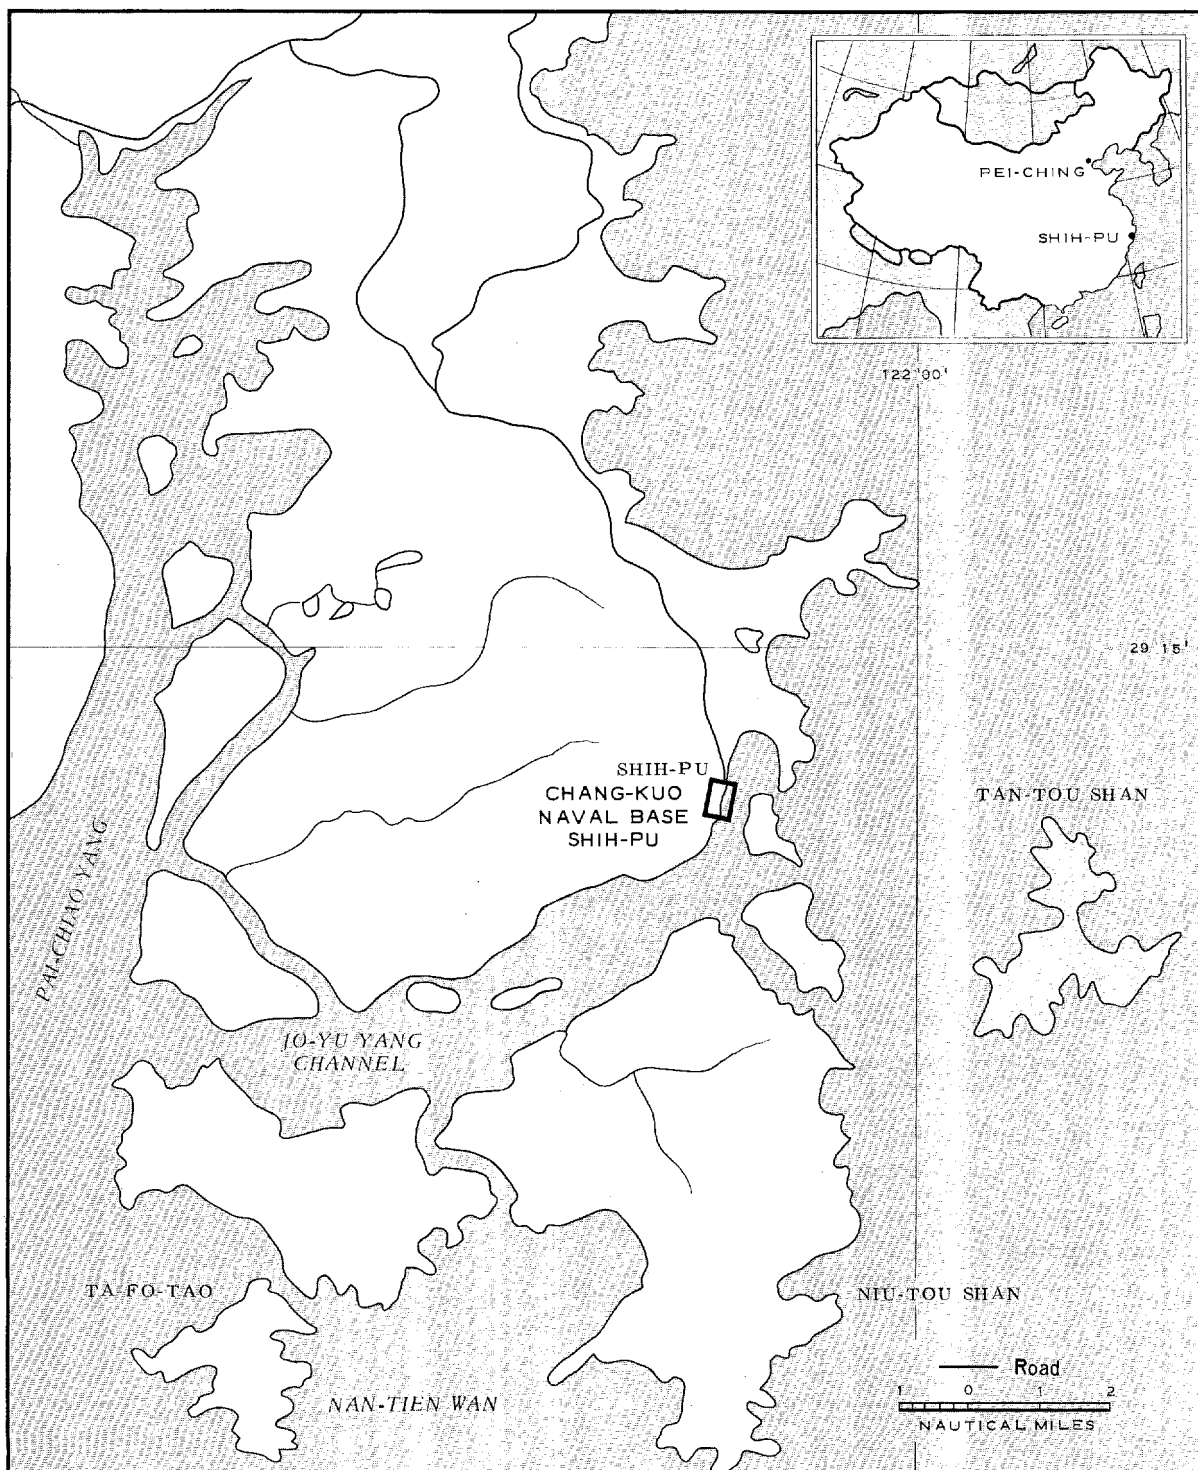 PEI-CHING
SHIH-PU
122°00'
29°15'
SHIH-PU
CHANG-KUO
NAVAL BASE
SHIH-PU
TAN-TOU SHAN
PAI-CHIAO YANG
JO-YU YANG
CHANNEL
TA-FO-TAO
NIU-TOU SHAN
NAN-TIEN WAN
Road
1 0 1 2
NAUTICAL MILES